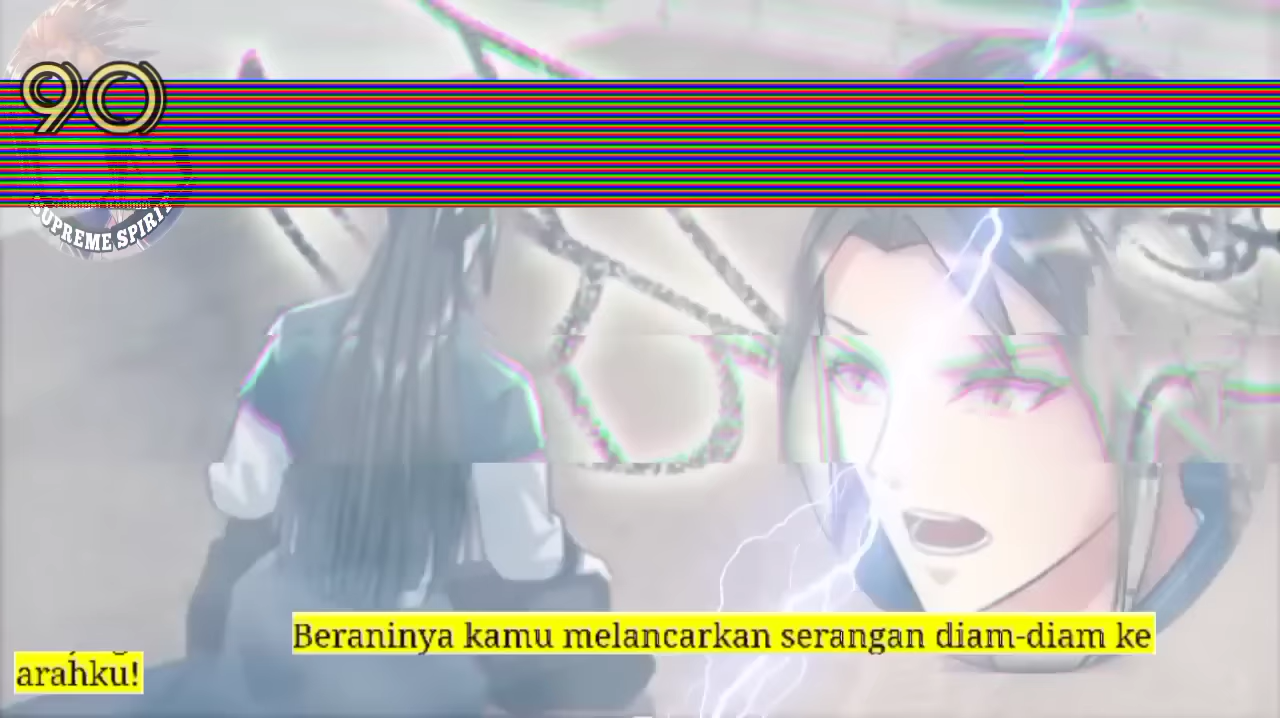 90
SUPREME SPIRIT
Beraninya kamu melancarkan serangan diam-diam ke
arahku!